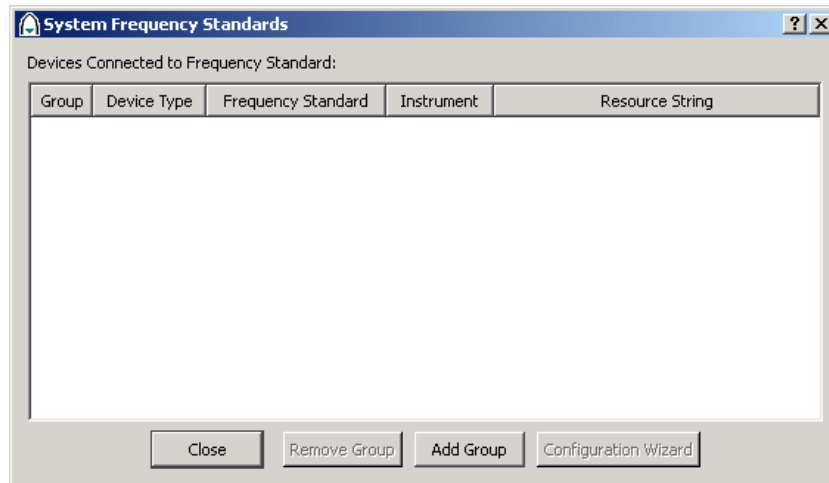 System Frequency Standards
Devices Connected to Frequency Standard:
Group Device Type Frequency Standard Instrument Resource String
Close Remove Group Add Group Configuration Wizard